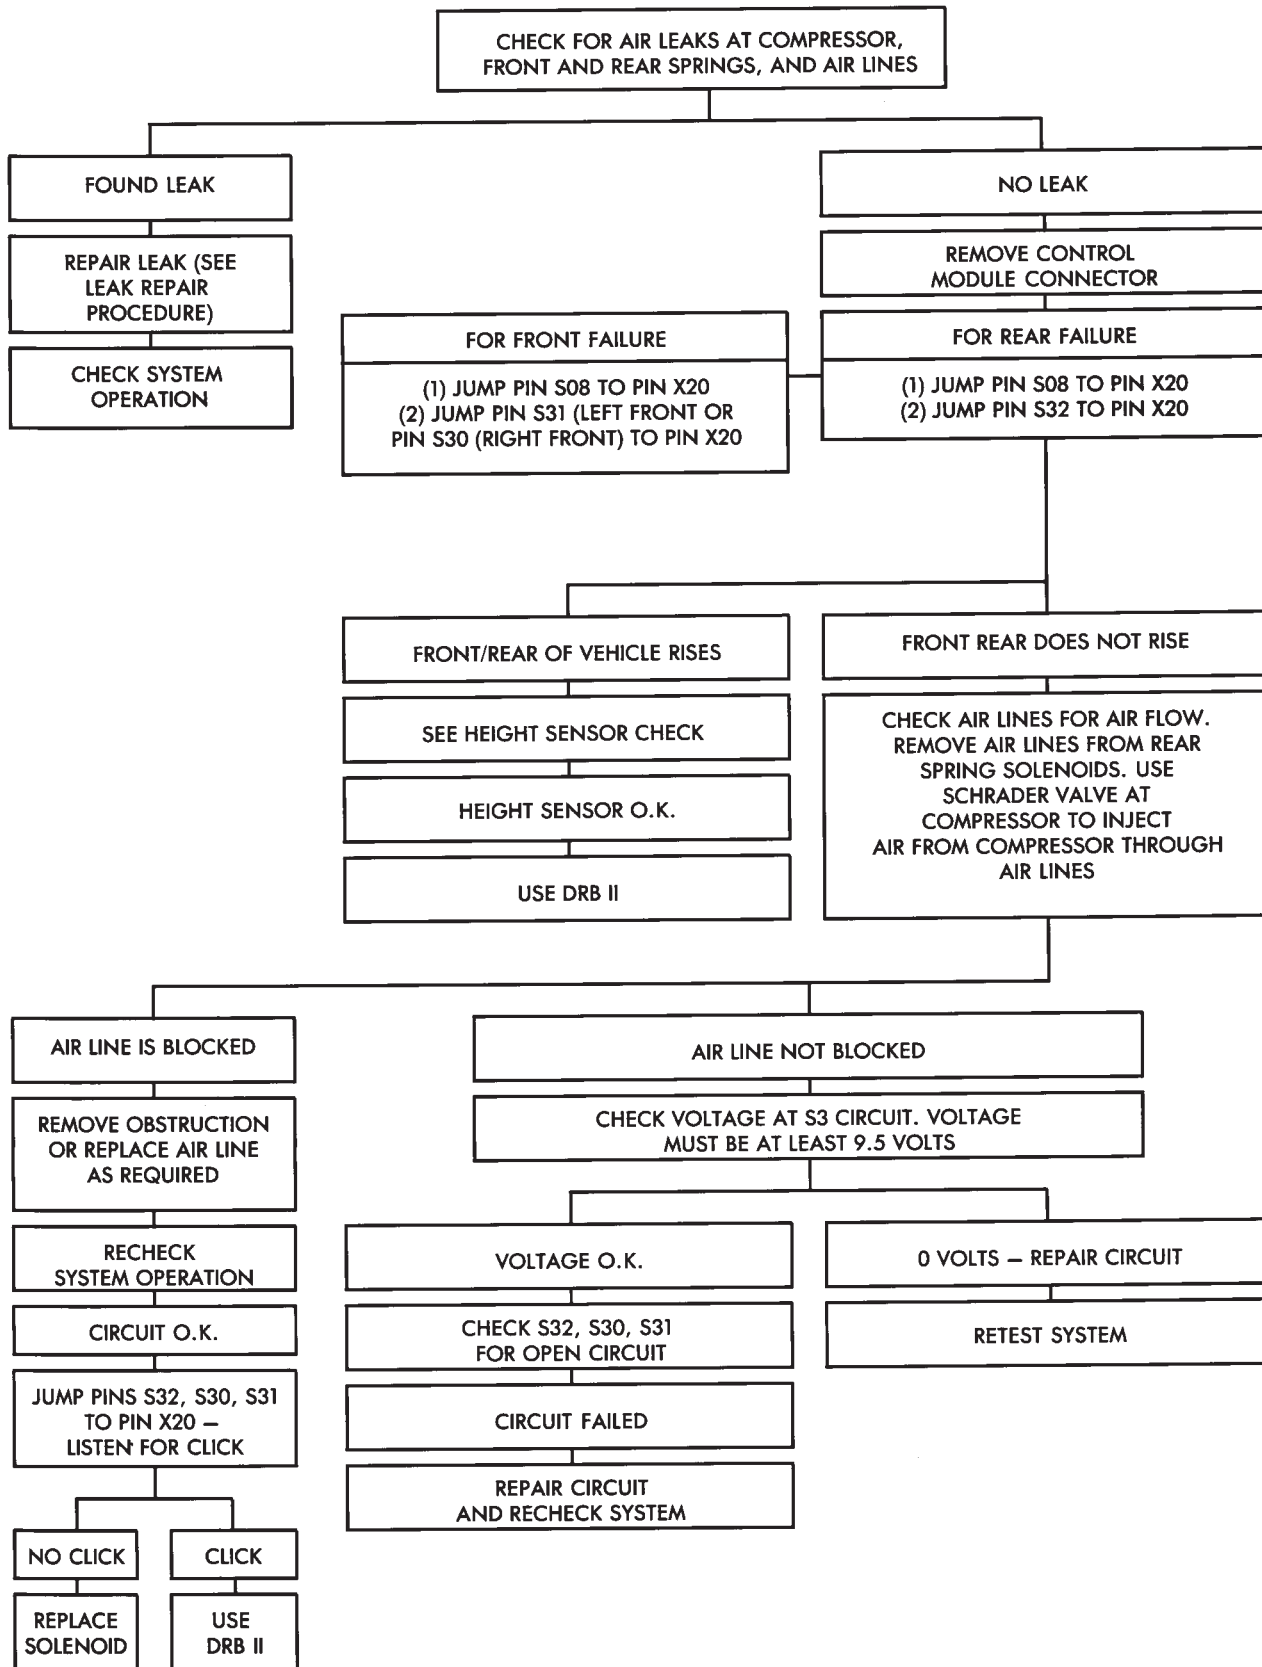 CHECK FOR AIR LEAKS AT COMPRESSOR,
FRONT AND REAR SPRINGS, AND AIR LINES
FOUND LEAK
REPAIR LEAK (SEE
LEAK REPAIR
PROCEDURE)
CHECK SYSTEM
OPERATION
NO LEAK
REMOVE CONTROL
MODULE CONNECTOR
FOR FRONT FAILURE
(1) JUMP PIN S08 TO PIN X20
(2) JUMP PIN S31 (LEFT FRONT OR
PIN S30 (RIGHT FRONT) TO PIN X20
FOR REAR FAILURE
(1) JUMP PIN S08 TO PIN X20
(2) JUMP PIN S32 TO PIN X20
FRONT/REAR OF VEHICLE RISES
SEE HEIGHT SENSOR CHECK
HEIGHT SENSOR O.K.
USE DRB II
FRONT REAR DOES NOT RISE
CHECK AIR LINES FOR AIR FLOW.
REMOVE AIR LINES FROM REAR
SPRING SOLENOIDS. USE
SCHRADER VALVE AT
COMPRESSOR TO INJECT
AIR FROM COMPRESSOR THROUGH
AIR LINES
AIR LINE IS BLOCKED
REMOVE OBSTRUCTION
OR REPLACE AIR LINE
AS REQUIRED
RECHECK
SYSTEM OPERATION
CIRCUIT O.K.
JUMP PINS S32, S30, S31
TO PIN X20 –
LISTEN FOR CLICK
NO CLICK
REPLACE
SOLENOID
CLICK
USE
DRB II
AIR LINE NOT BLOCKED
CHECK VOLTAGE AT S3 CIRCUIT. VOLTAGE
MUST BE AT LEAST 9.5 VOLTS
VOLTAGE O.K.
CHECK S32, S30, S31
FOR OPEN CIRCUIT
CIRCUIT FAILED
REPAIR CIRCUIT
AND RECHECK SYSTEM
0 VOLTS – REPAIR CIRCUIT
RETEST SYSTEM